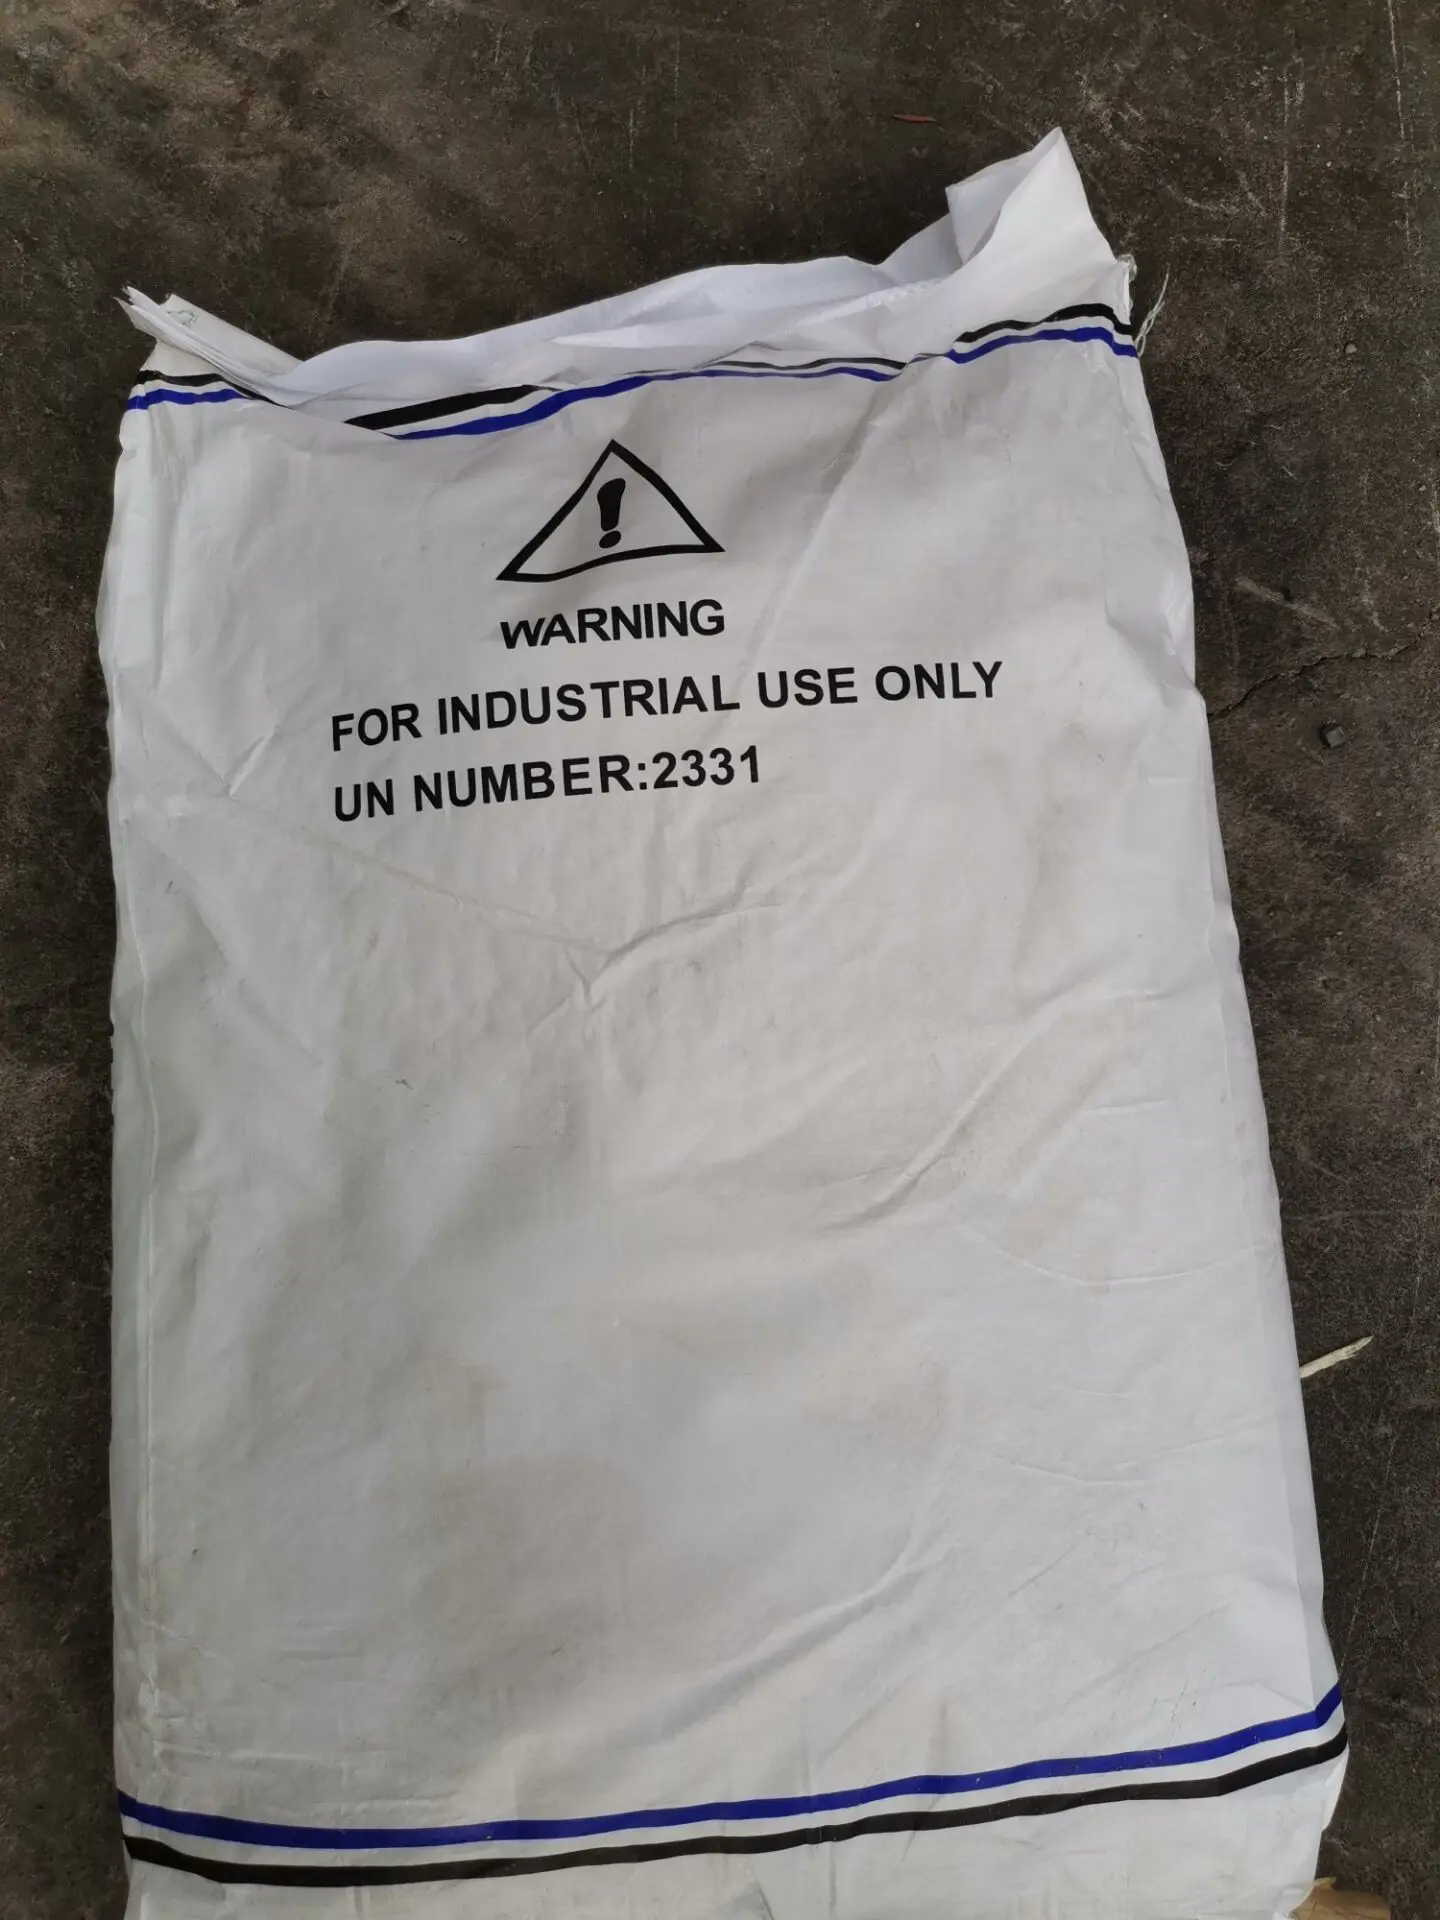 !
WARNING
FOR INDUSTRIAL USE ONLY
UN NUMBER:2331